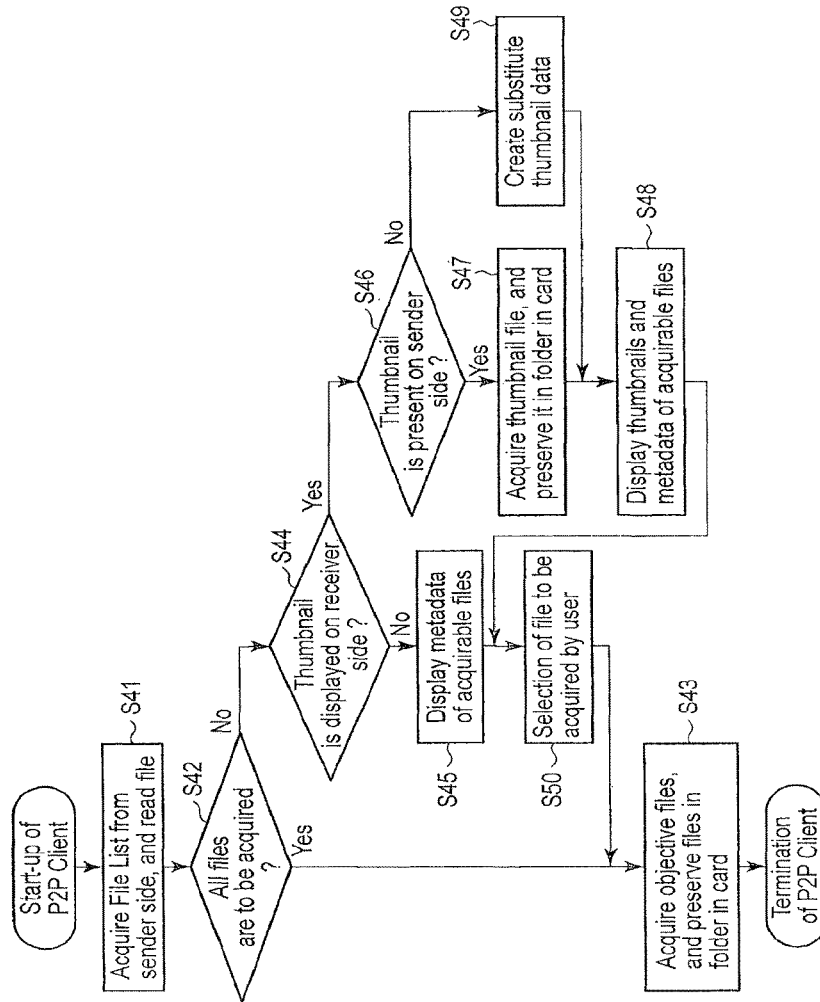 Start-up of
P2P Client
S41
Acquire File List from
sender side, and read file
S42
All files
are to be acquired
?
No
Yes
S44
Thumbnail
is displayed on receiver
side ?
Yes
No
S46
Thumbnail
is present on sender
side ?
No
Yes
S45
Display metadata
of acquirable files
S47
Acquire thumbnail file, and
preserve it in folder in card
S49
Create substitute
thumbnail data
S48
Display thumbnails and
metadata of acquirable files
S50
Selection of file to be
acquired by user
S43
Acquire objective files,
and preserve files in
folder in card
Termination
of P2P Client